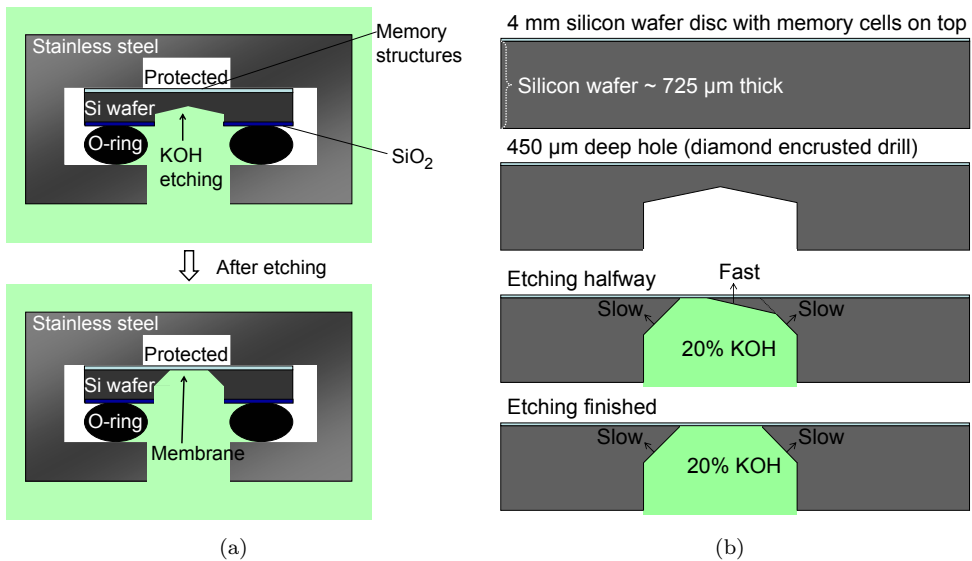 Stainless steel
Memory
structures
Protected
Si wafer
O-ring
KOH
etching
SiO2
After etching
Stainless steel
Protected
Si wafer
O-ring
Membrane
(a)
4 mm silicon wafer disc with memory cells on top
Silicon wafer ~ 725 µm thick
450 µm deep hole (diamond encrusted drill)
Etching halfway
Fast
Slow
Slow
20% KOH
Etching finished
Slow
Slow
20% KOH
(b)